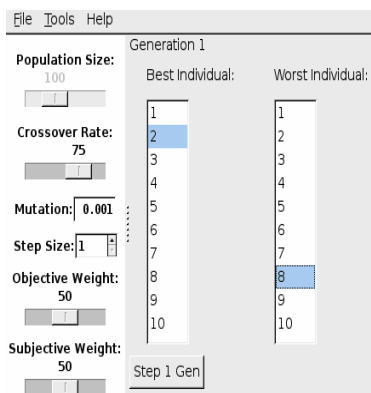 File Tools Help
Population Size:
100
Crossover Rate:
75
Mutation: 0.001
Step Size: 1
Objective Weight:
50
Subjective Weight:
50
Generation 1
Best Individual:
1
2
3
4
5
6
7
8
9
10
Worst Individual:
1
2
3
4
5
6
7
8
9
10
Step 1 Gen